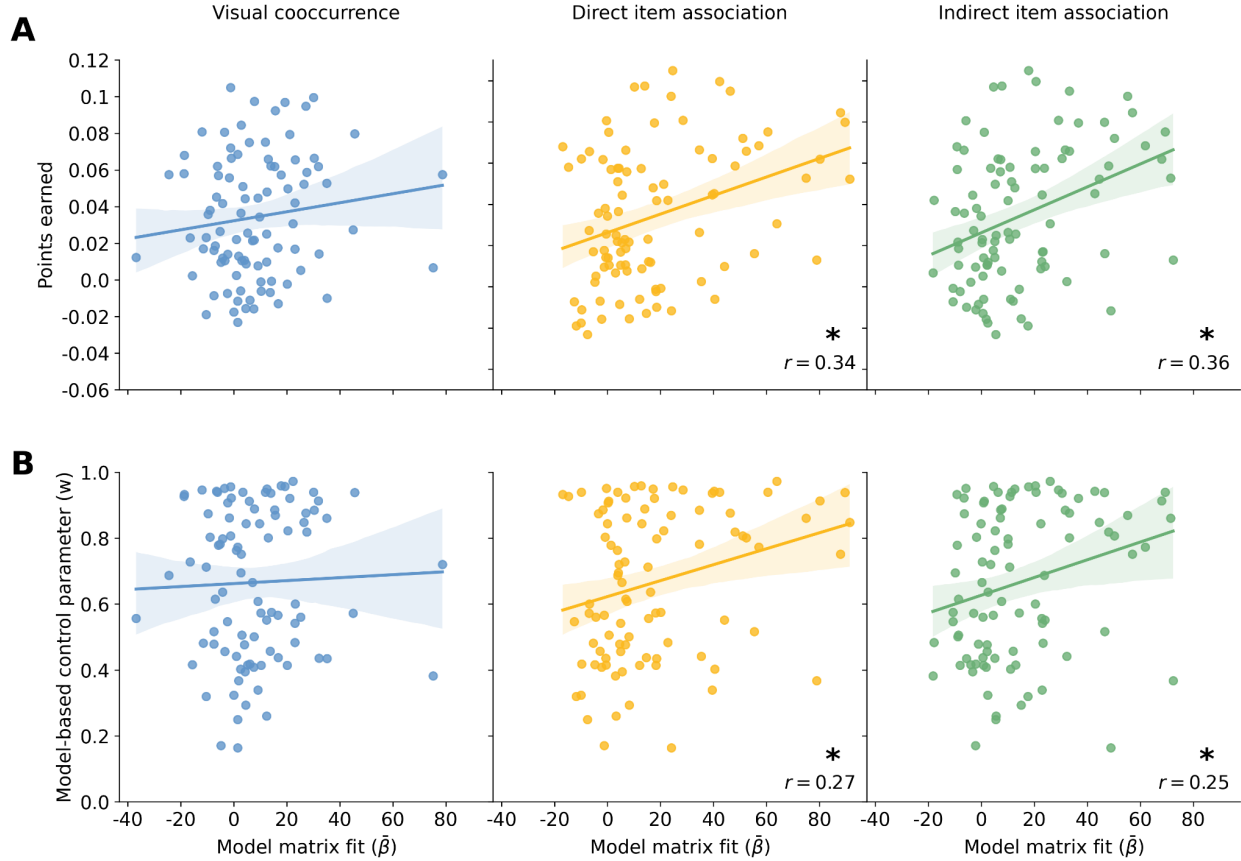 Visual cooccurrence Direct item association Indirect item association
A
Points earned
0.12
0.1
0.08
0.06
0.04
0.02
0.0
-0.02
-0.04
-0.06
*
r = 0.34
*
r = 0.36
B
Model-based control parameter (w)
1.0
0.8
0.6
0.4
0.2
0.0
*
r = 0.27
*
r = 0.25
-40 -20 0 20 40 60 80 -40 -20 0 20 40 60 80 -40 -20 0 20 40 60 80
Model matrix fit (β̄) Model matrix fit (β̄) Model matrix fit (β̄)